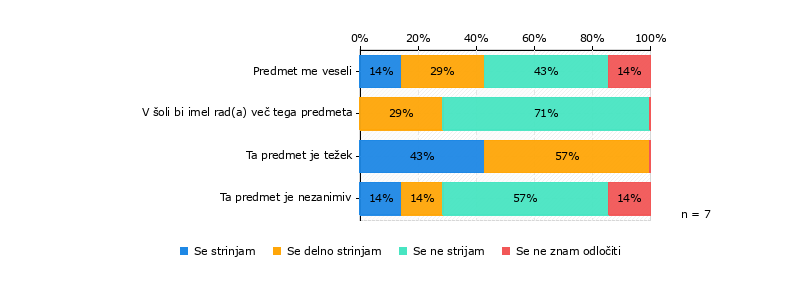 0% 20% 40% 60% 80% 100%
Predmet me veseli 14% 29% 43% 14%
V šoli bi imel rad(a) več tega predmeta 29% 71%
Ta predmet je težek 43% 57%
Ta predmet je nezanimiv 14% 14% 57% 14%
n = 7
Se strinjam Se delno strinjam Se ne strijam Se ne znam odločiti